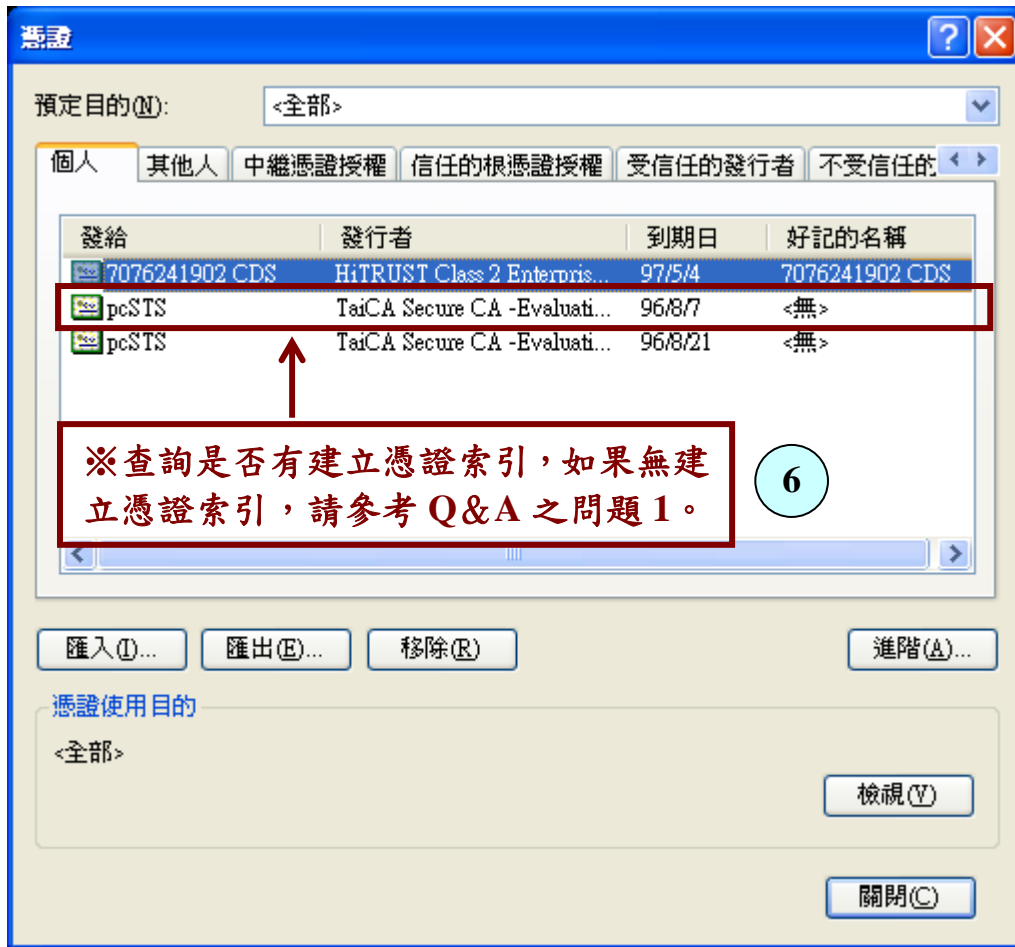 憑證
預定目的(N): <全部>
個人 其他人 中繼憑證授權 信任的根憑證授權 受信任的發行者 不受信任的
發給 發行者 到期日 好記的名稱
7076241902 CDS HiTRUST Class 2 Enterpris... 97/5/4 7076241902 CDS
pcSTS TaiCA Secure CA -Evaluati... 96/8/7 <無>
pcSTS TaiCA Secure CA -Evaluati... 96/8/21 <無>
※查詢是否有建立憑證索引，如果無建
立憑證索引，請參考 Q&A 之問題 1。
6
匯入(I)... 匯出(E)... 移除(R) 進階(A)...
憑證使用目的
<全部>
檢視(V)
關閉(C)